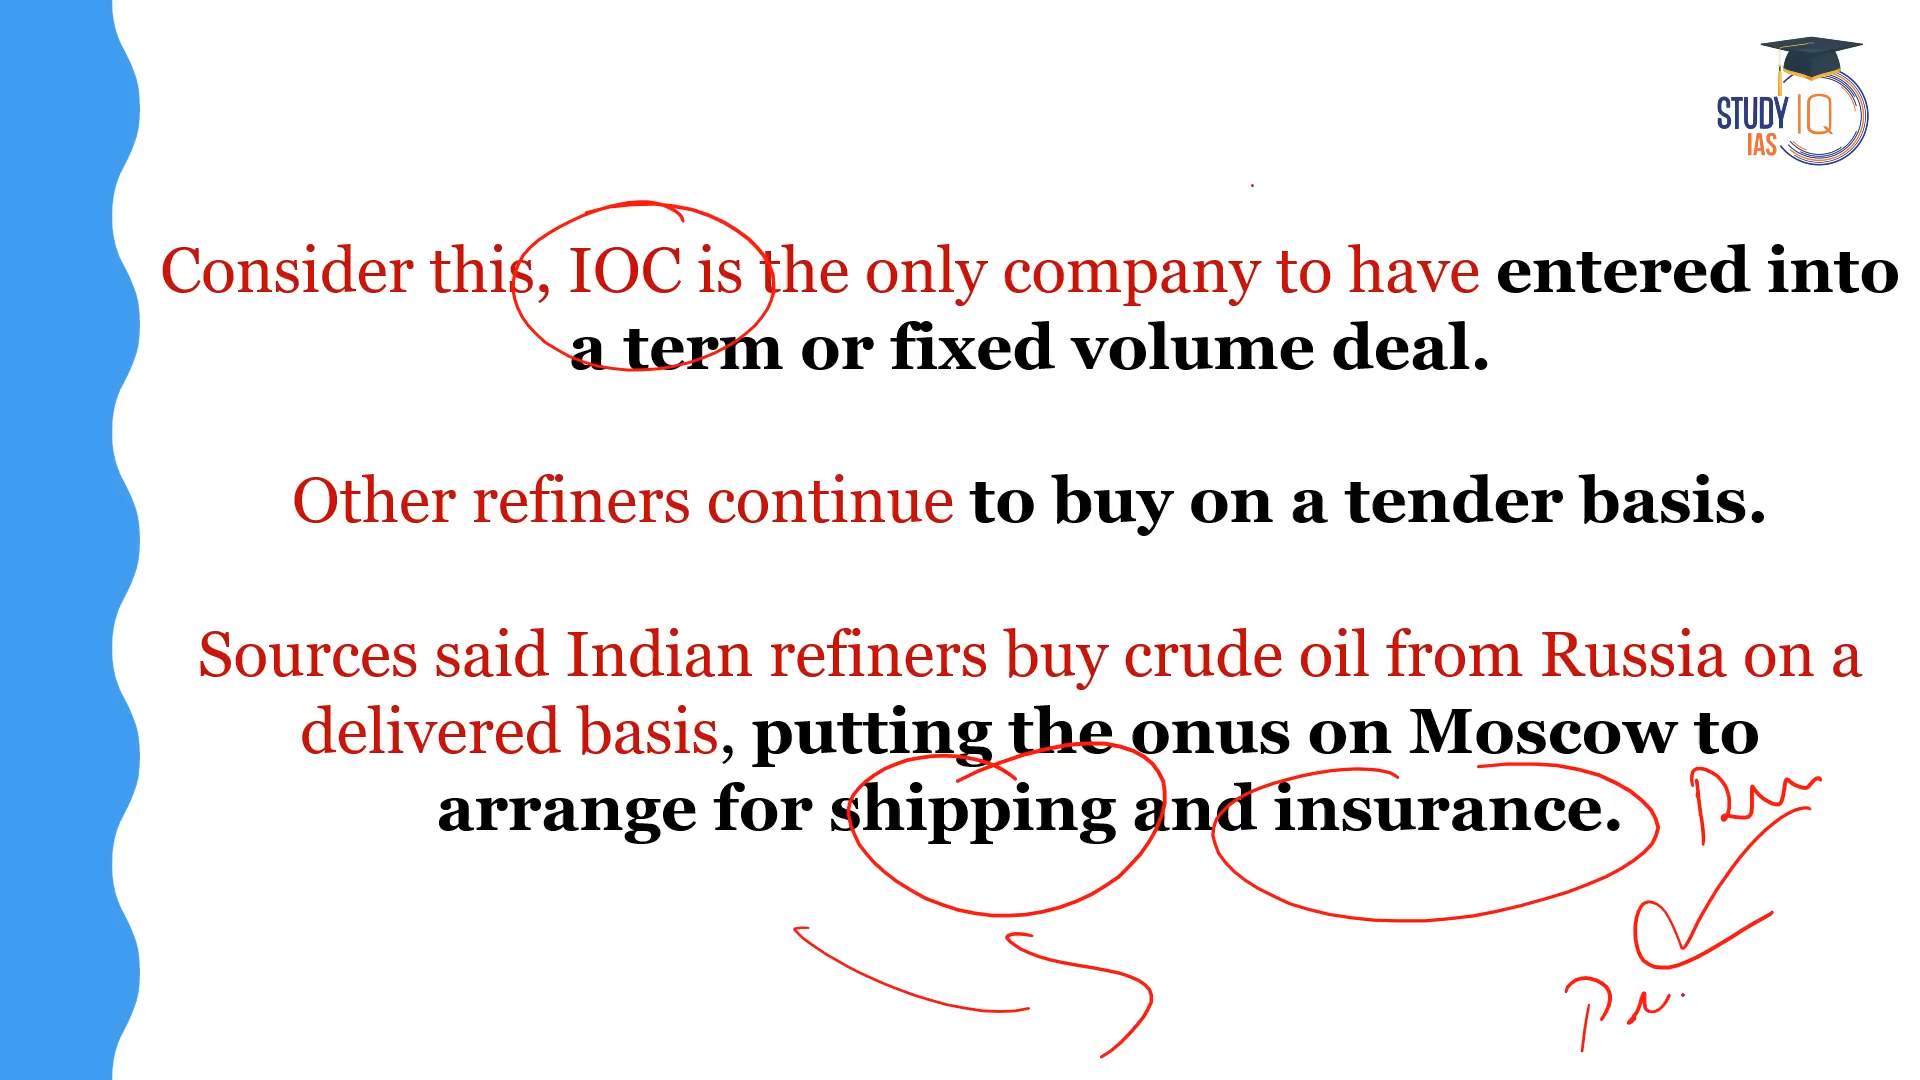 STUDY IQ
IAS
Consider this, IOC is the only company to have entered into
a term or fixed volume deal.
Other refiners continue to buy on a tender basis.
Sources said Indian refiners buy crude oil from Russia on a
delivered basis, putting the onus on Moscow to
arrange for shipping and insurance.